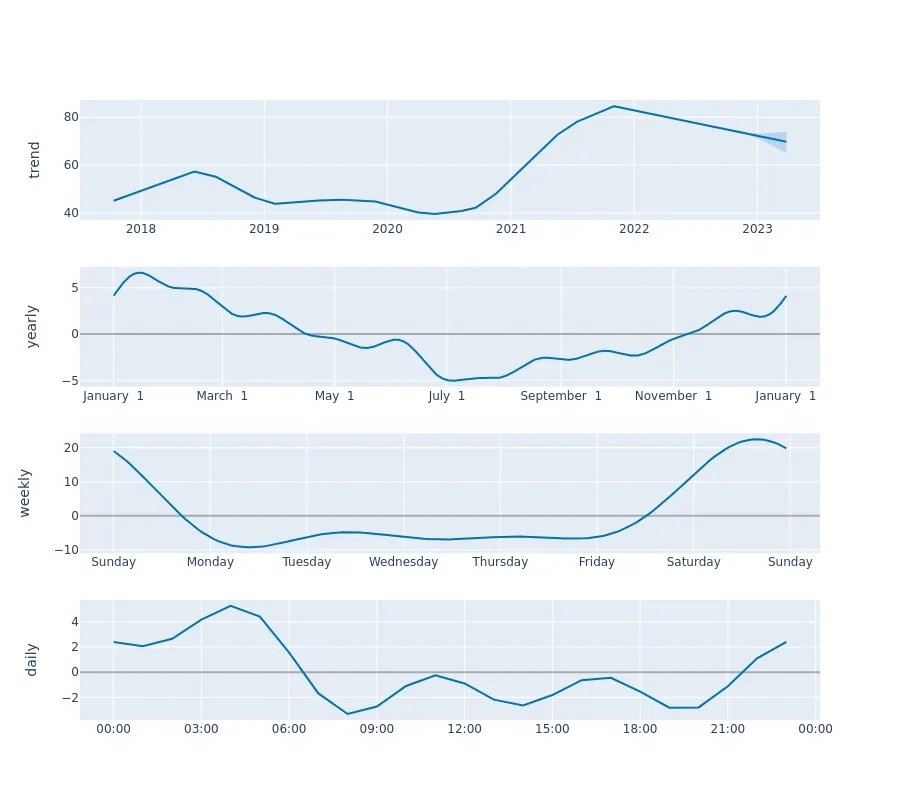 trend
80
60
40
2018 2019 2020 2021 2022 2023
yearly
5
0
−5
January 1 March 1 May 1 July 1 September 1 November 1 January 1
weekly
20
10
0
−10
Sunday Monday Tuesday Wednesday Thursday Friday Saturday Sunday
daily
4
2
0
−2
00:00 03:00 06:00 09:00 12:00 15:00 18:00 21:00 00:00